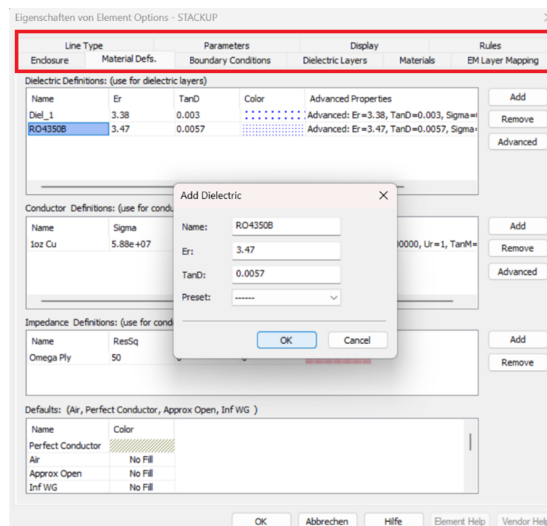 Eigenschaften von Element Options - STACKUP
Line Type Parameters Display Rules
Enclosure Material Defs. Boundary Conditions Dielectric Layers Materials EM Layer Mapping
Dielectric Definitions: (use for dielectric layers)
Name Er TanD Color Advanced Properties
Add
Diel_1 3.38 0.003 Advanced: Er=3.38, TanD=0.003, Sigma=
Remove
RO4350B 3.47 0.0057 Advanced: Er=3.47, TanD=0.0057, Sigma
Advanced
Add Dielectric
Name: RO4350B
Er: 3.47
TanD: 0.0057
Preset: ------
OK Cancel
Conductor Definitions: (use for condu
Name Sigma
Add
1oz Cu 5.88e+07 0000, Ur=1, TanM=
Remove
Advanced
Impedance Definitions: (use for cond
Name ResSq
Add
Omega Ply 50
Remove
Defaults: (Air, Perfect Conductor, Approx Open, Inf WG )
Name Color
Perfect Conductor
Air No Fill
Approx Open No Fill
Inf WG No Fill
OK Abbrechen Hilfe Element Help Vendor Help